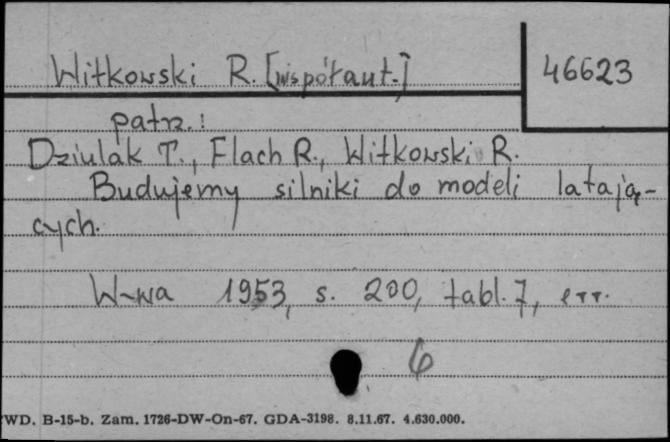 Witkowski R. [współaut.]
46623
patrz.:
Dziulak T., Flach R., Witkowski R.
Budujemy silniki do modeli latają-
cych.
W-wa 1953, s. 200, tabl. 7, err.
6
WD. B-15-b. Zam. 1726-DW-On-67. GDA-3198. 8.11.67. 4.630.000.